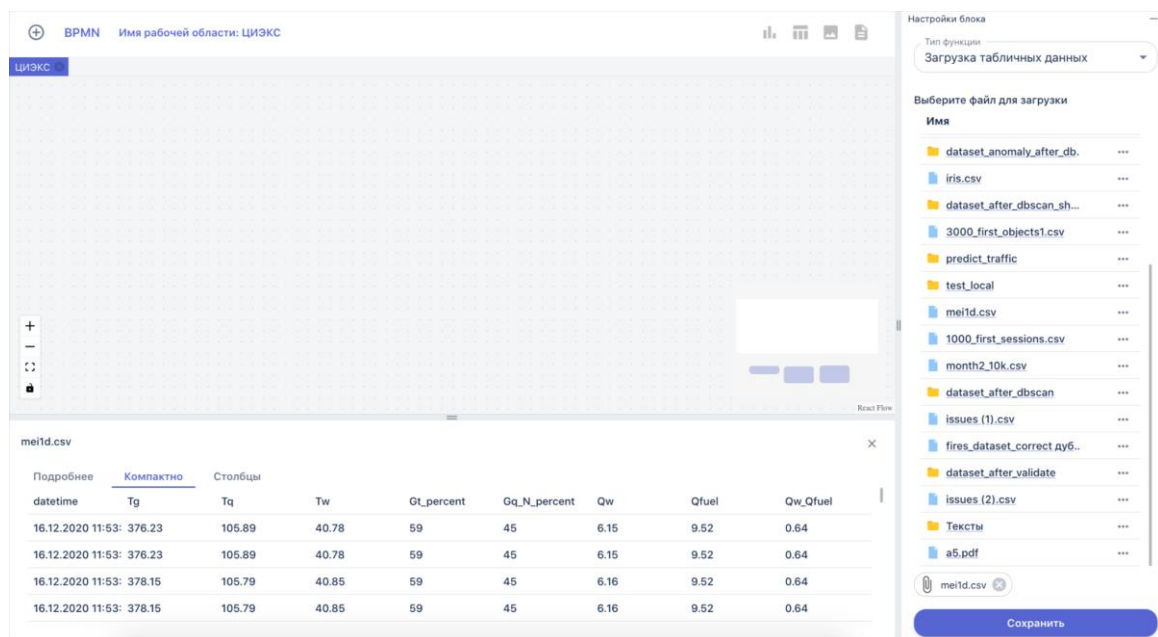 BPMN Имя рабочей области: ЦИЭКС
ЦИЭКС
React Flow
mei1d.csv
Подробнее Компактно Столбцы
datetime Tg Tq Tw Gt_percent Gq_N_percent Qw Qfuel Qw_Qfuel
16.12.2020 11:53: 376.23 105.89 40.78 59 45 6.15 9.52 0.64
16.12.2020 11:53: 376.23 105.89 40.78 59 45 6.15 9.52 0.64
16.12.2020 11:53: 378.15 105.79 40.85 59 45 6.16 9.52 0.64
16.12.2020 11:53: 378.15 105.79 40.85 59 45 6.16 9.52 0.64
Настройки блока
Тип функции
Загрузка табличных данных
Выберите файл для загрузки
Имя
dataset_anomaly_after_db.
iris.csv
dataset_after_dbscan_sh...
3000_first_objects1.csv
predict_traffic
test_local
mei1d.csv
1000_first_sessions.csv
month2_10k.csv
dataset_after_dbscan
issues (1).csv
fires_dataset_correct дуб..
dataset_after_validate
issues (2).csv
Тексты
a5.pdf
mei1d.csv
Сохранить